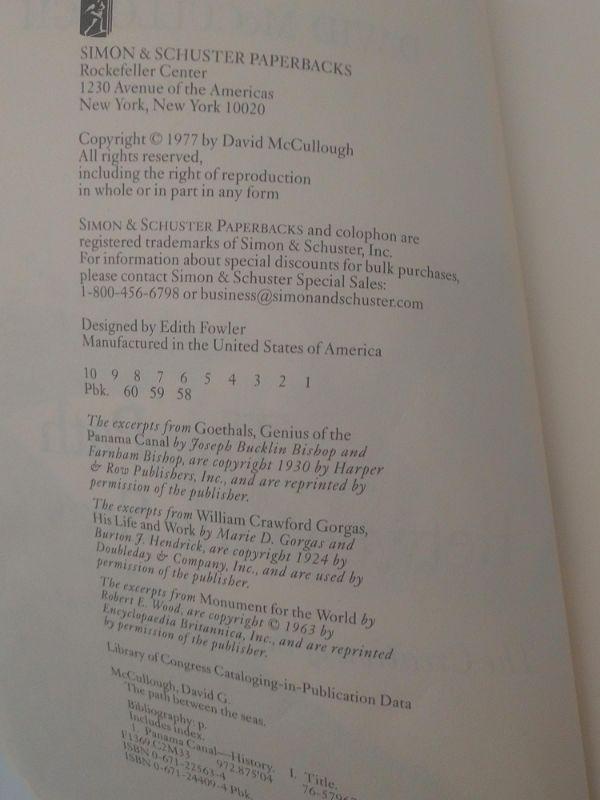 SIMON & SCHUSTER PAPERBACKS
Rockefeller Center
1230 Avenue of the Americas
New York, New York 10020
Copyright © 1977 by David McCullough
All rights reserved,
including the right of reproduction
in whole or in part in any form
SIMON & SCHUSTER PAPERBACKS and colophon are
registered trademarks of Simon & Schuster, Inc.
For information about special discounts for bulk purchases,
please contact Simon & Schuster Special Sales:
1-800-456-6798 or business@simonandschuster.com
Designed by Edith Fowler
Manufactured in the United States of America
10 9 8 7 6 5 4 3 2 1
Pbk. 60 59 58
The excerpts from Goethals, Genius of the
Panama Canal by Joseph Bucklin Bishop and
Farnham Bishop, are copyright 1930 by Harper
& Row Publishers, Inc., and are reprinted by
permission of the publisher.
The excerpts from William Crawford Gorgas,
His Life and Work by Marie D. Gorgas and
Burton J. Hendrick, are copyright 1924 by
Doubleday & Company, Inc., and are used by
permission of the publisher.
The excerpts from Monument for the World by
Robert E. Wood, are copyright © 1963 by
Encyclopaedia Britannica, Inc., and are reprinted
by permission of the publisher.
Library of Congress Cataloging-in-Publication Data
McCullough, David G.
The path between the seas.
Bibliography: p.
Includes index.
1. Panama Canal—History. I. Title.
F1569.C2M33 972.875'04
ISBN 0-671-22563-4
ISBN 0-671-24409-4 Pbk.